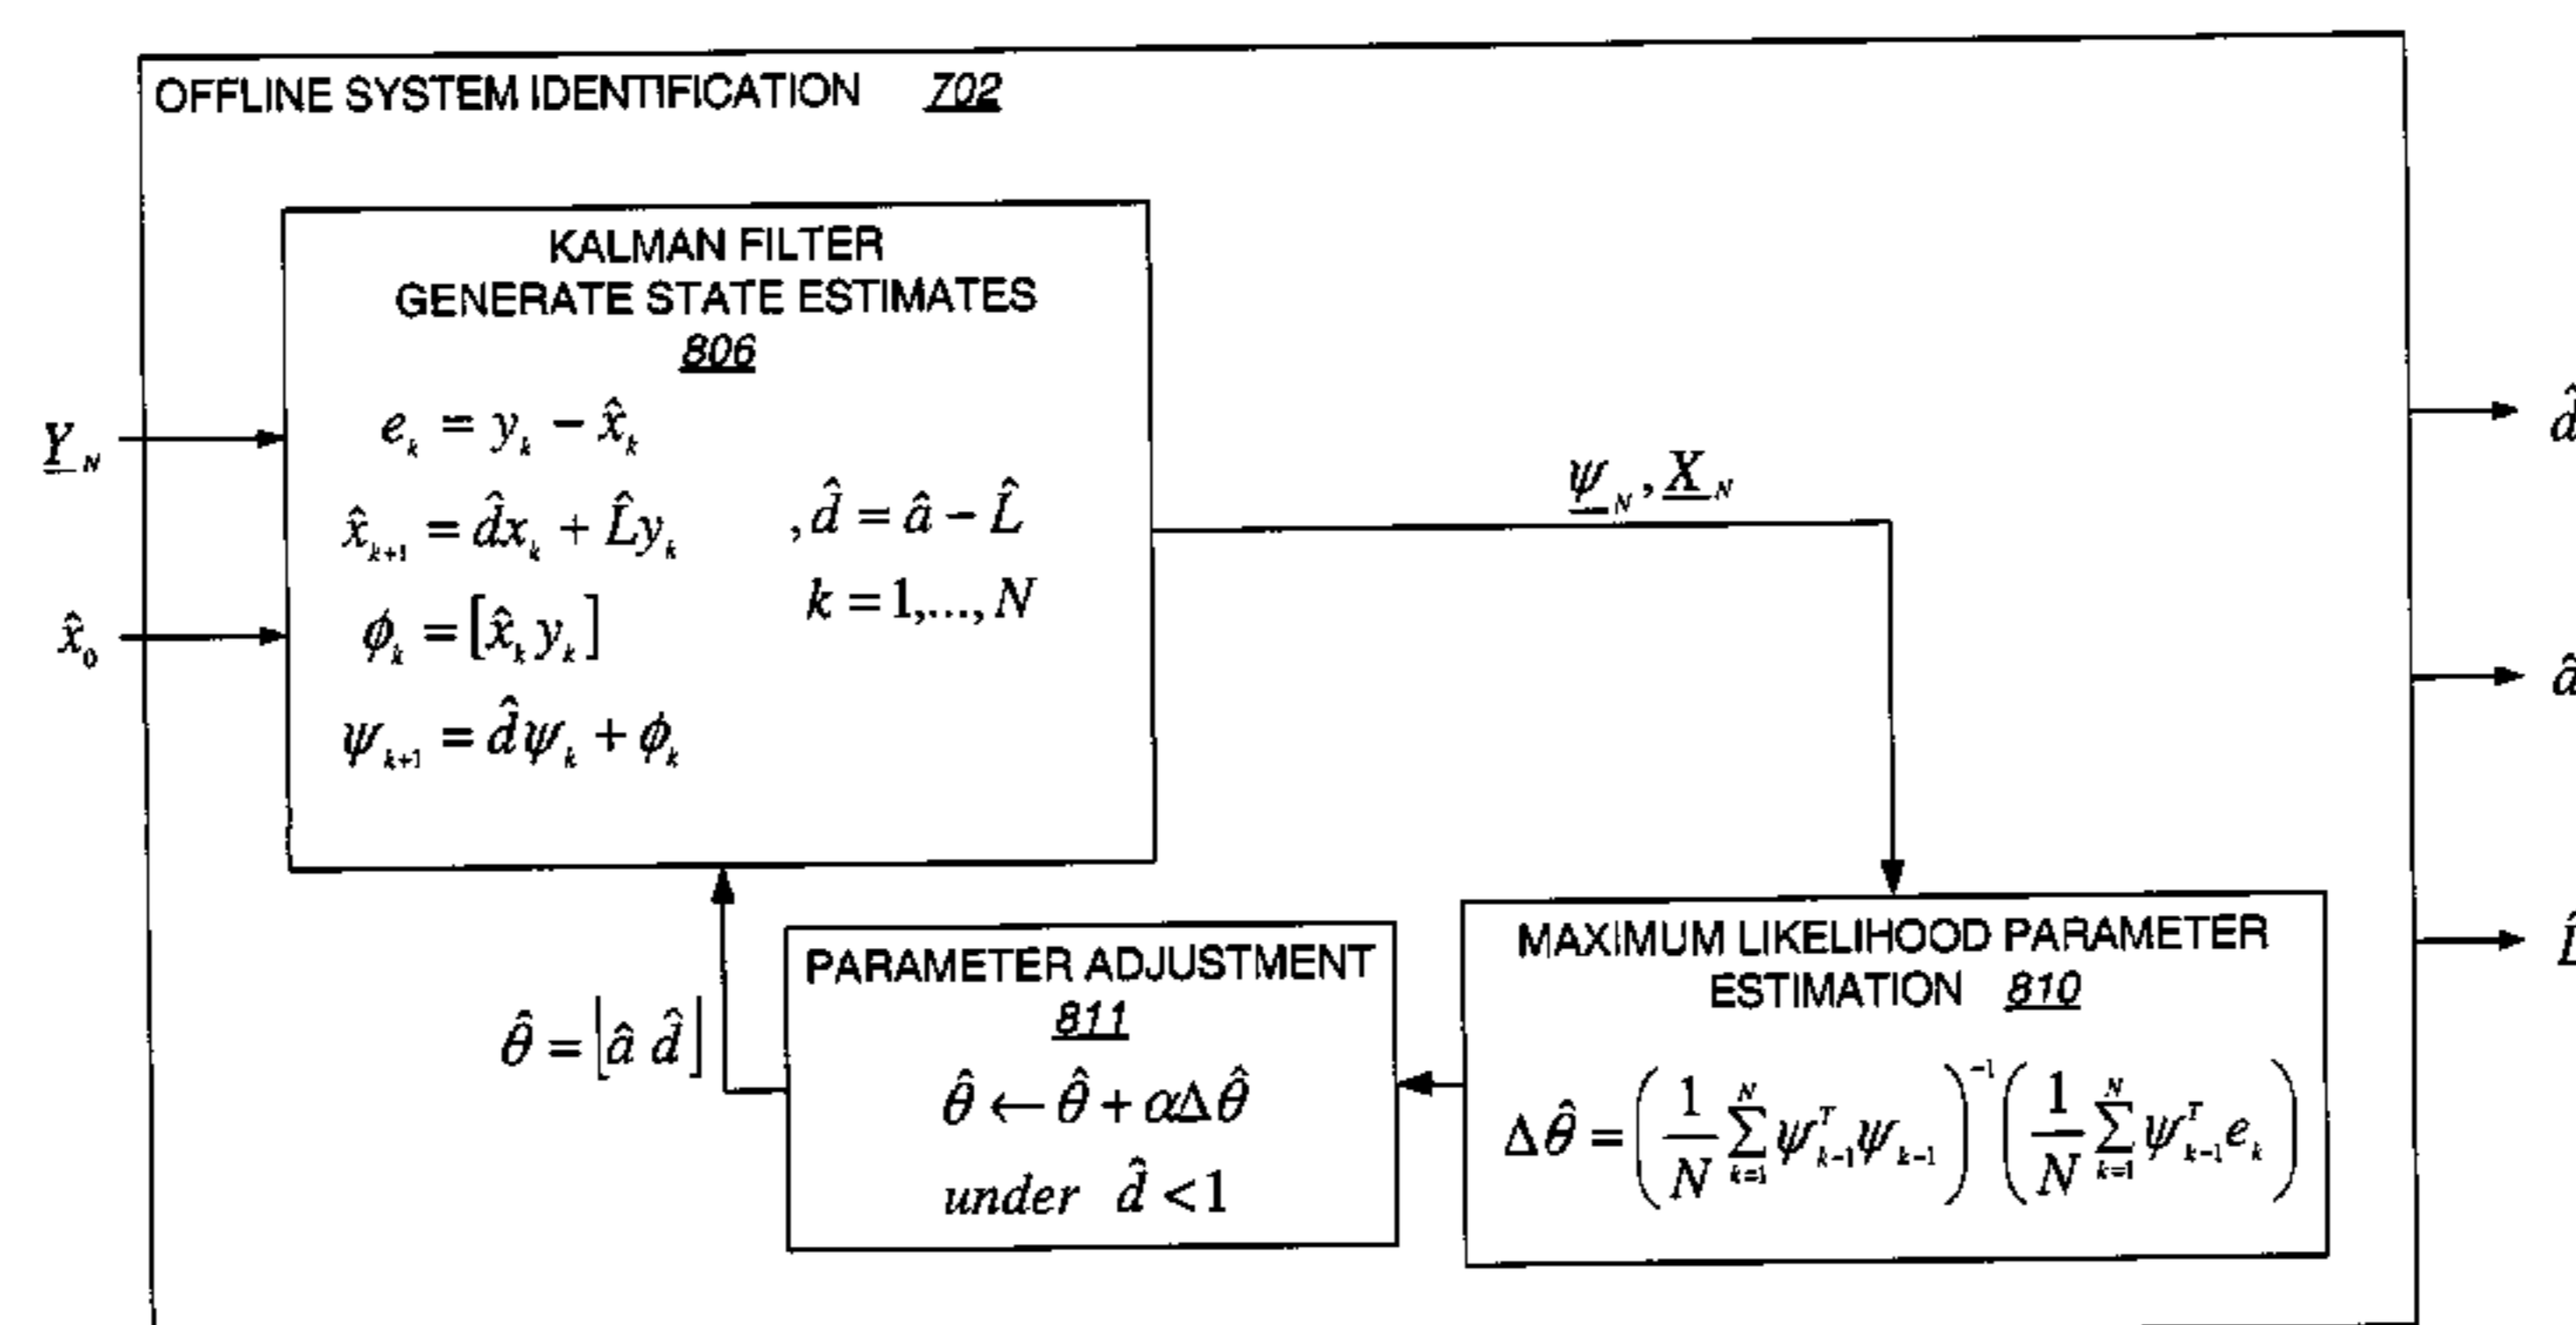 OFFLINE SYSTEM IDENTIFICATION 702
KALMAN FILTER
GENERATE STATE ESTIMATES
806
e_k = y_k − x̂_k
x̂_{k+1} = d̂x_k + L̂y_k , d̂ = â − L̂
φ_k = [x̂_k y_k] k = 1,..., N
ψ_{k+1} = d̂ψ_k + φ_k
Y_N
x̂_0
ψ_N, X_N
d̂
â
L̂
θ̂ = [â d̂]
PARAMETER ADJUSTMENT
811
θ̂ ← θ̂ + αΔθ̂
under d̂ < 1
MAXIMUM LIKELIHOOD PARAMETER
ESTIMATION 810
Δθ̂ = (1/N ∑_{k=1}^N ψ^T_{k−1} ψ_{k−1})^{−1} (1/N ∑_{k=1}^N ψ^T_{k−1} e_k)